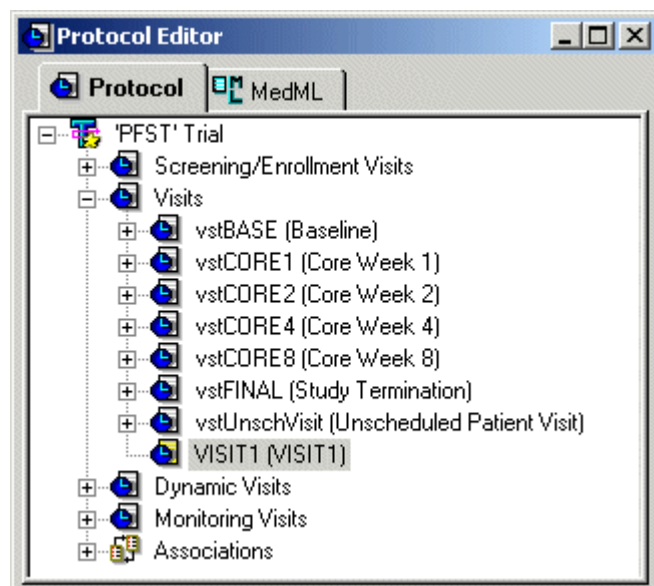 Protocol Editor
Protocol MedML
'PFST' Trial
Screening/Enrollment Visits
Visits
vstBASE (Baseline)
vstCORE1 (Core Week 1)
vstCORE2 (Core Week 2)
vstCORE4 (Core Week 4)
vstCORE8 (Core Week 8)
vstFINAL (Study Termination)
vstUnschVisit (Unscheduled Patient Visit)
VISIT1 (VISIT1)
Dynamic Visits
Monitoring Visits
Associations